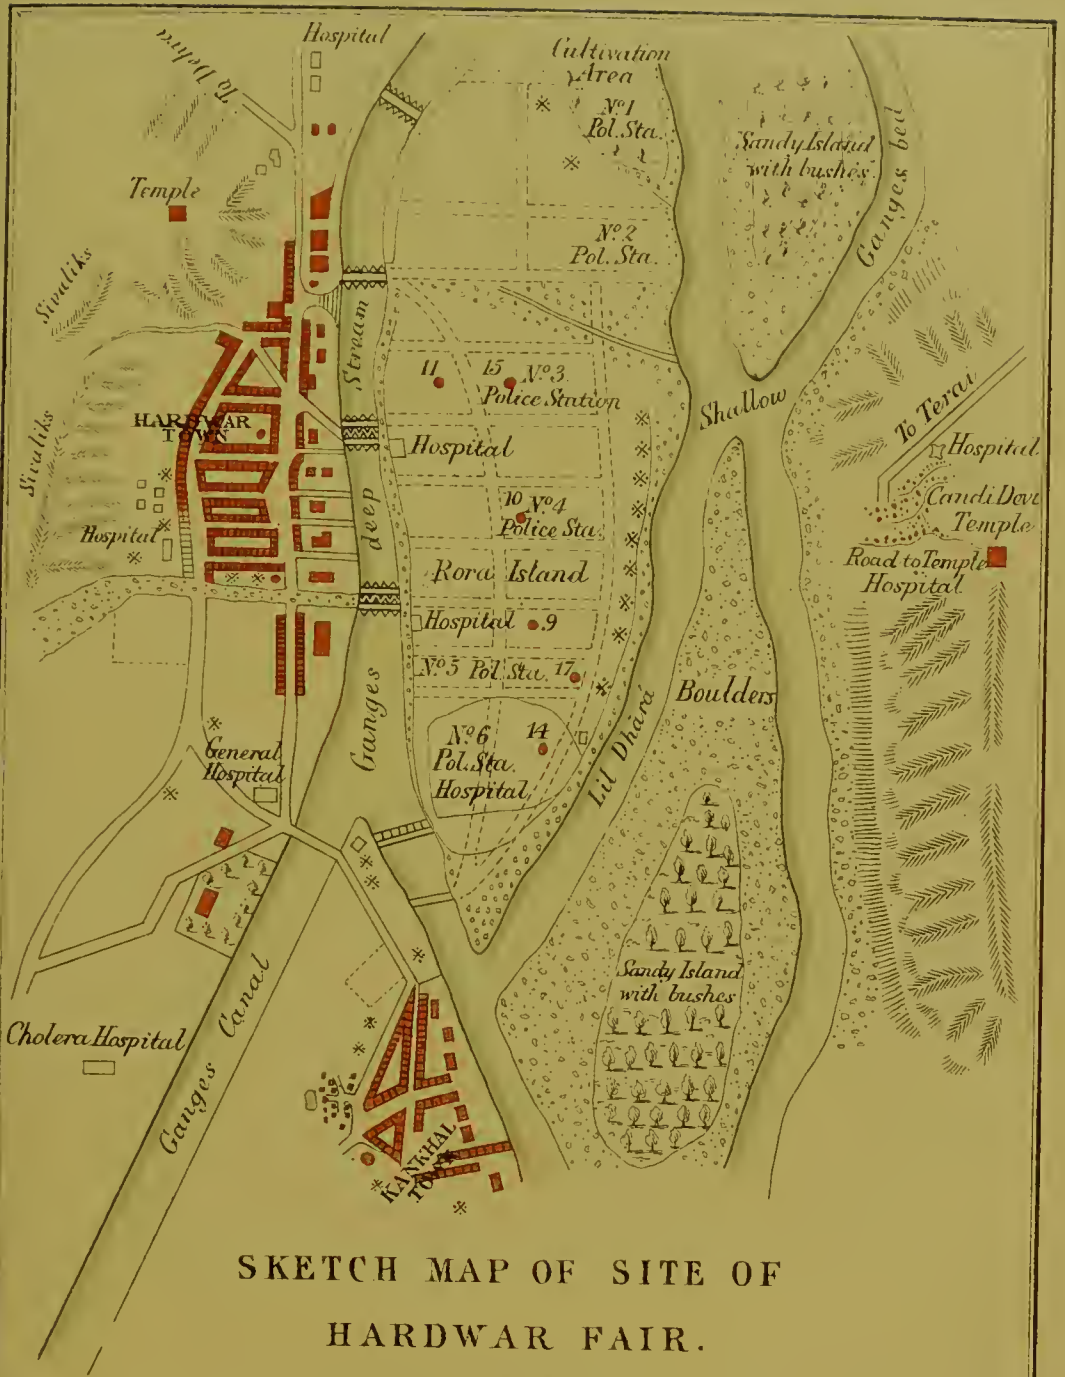 Hospital
To Dehra
Cultivation
Area
No. 1
Pol. Sta.
Sandy Island
with bushes.
Ganges bed
Temple
No. 2
Pol. Sta.
Sivaliks
Stream
11
15
No. 3.
Police Station
Shallow
To Terai
HARDWAR
TOWN
Sivaliks
Hospital
Hospital.
deep
10
No. 4
Police Sta.
Candi Devi
Temple
Hospital
Rora Island
Road to Temple
Hospital
Hospital
.9
No. 5 Pol. Sta.
17
Boulders
Ganges
No. 6
Pol. Sta.
Hospital
14
Lil Dhárá
General
Hospital
Sandy Island
with bushes
Cholera Hospital
Ganges Canal
KANKHAL
TOWN
SKETCH MAP OF SITE OF
HARDWAR FAIR.